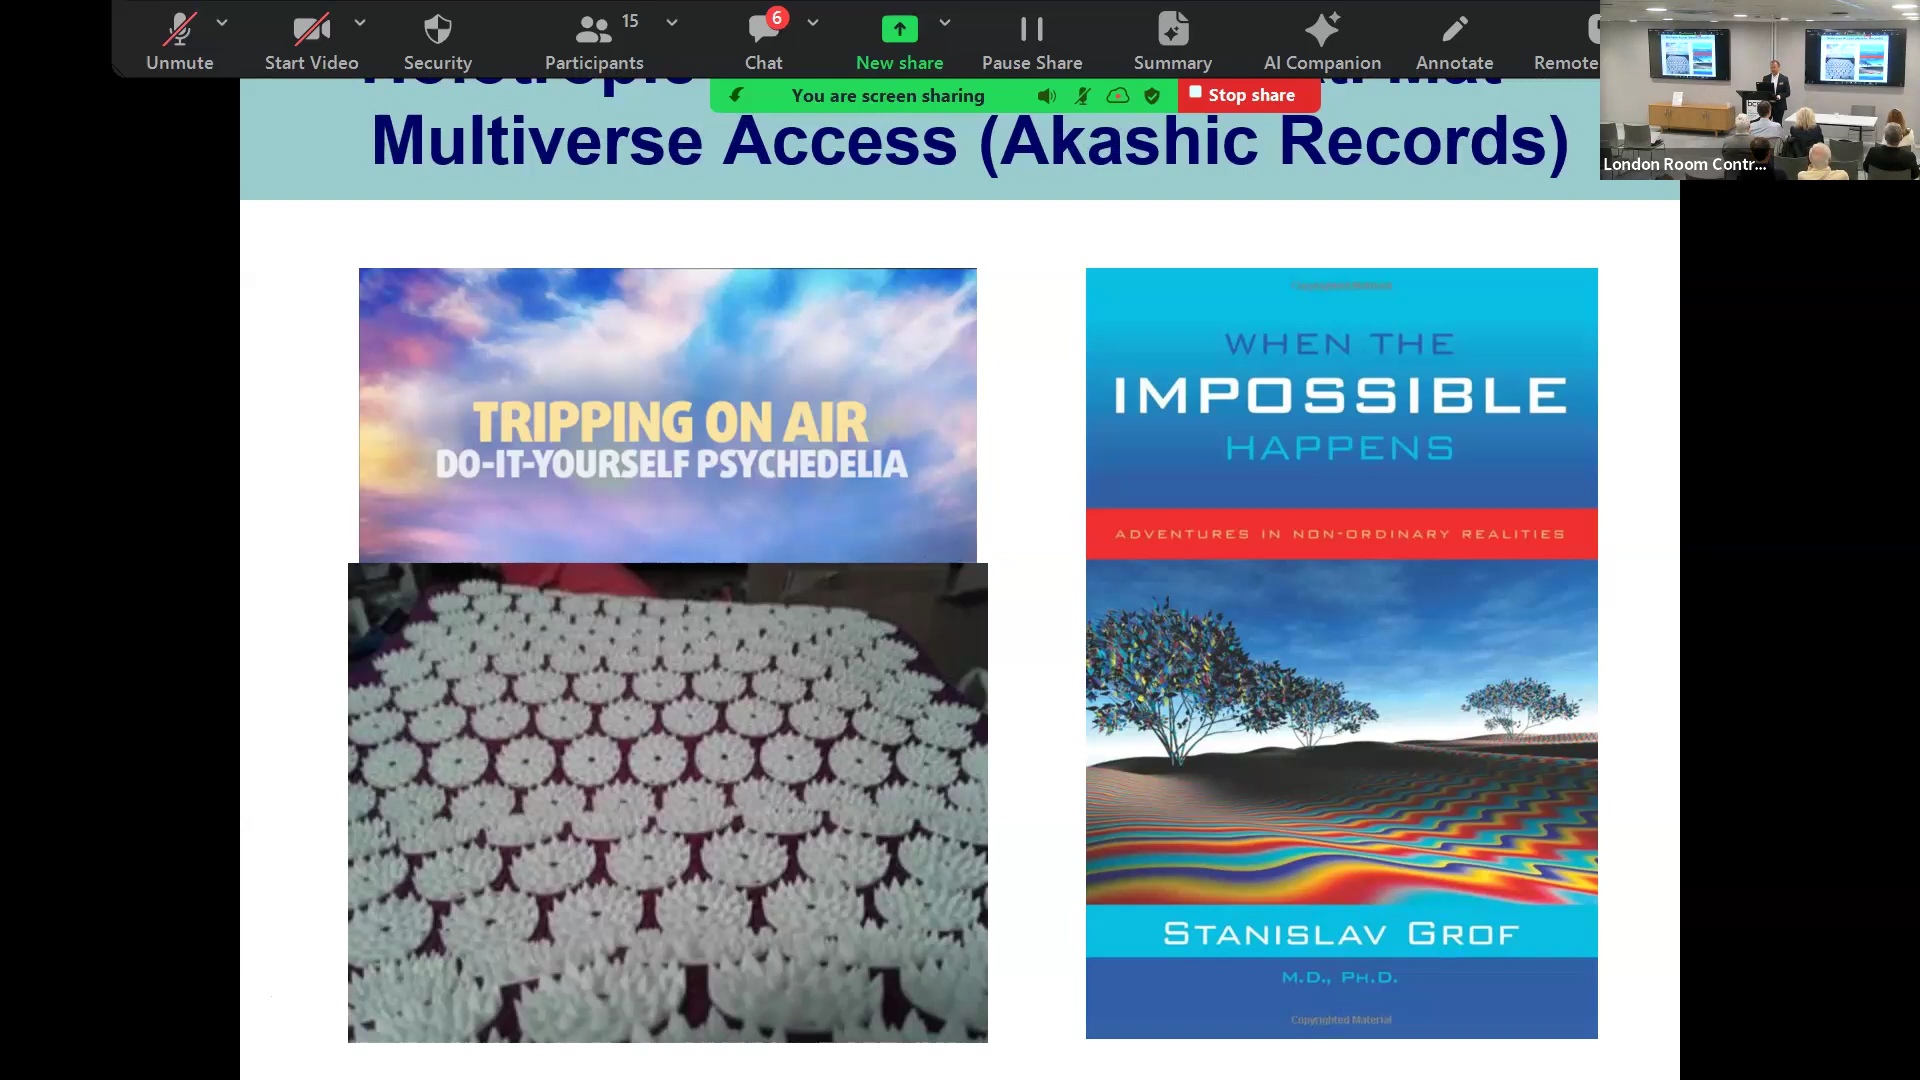 Unmute
Start Video
Security
Participants 15
Chat 6
New share
Pause Share
Summary
AI Companion
Annotate
Remote
You are screen sharing
Stop share
London Room Contr...
Multiverse Access (Akashic Records)
TRIPPING ON AIR
DO-IT-YOURSELF PSYCHEDELIA
Copyrighted Material
WHEN THE
IMPOSSIBLE
HAPPENS
ADVENTURES IN NON-ORDINARY REALITIES
STANISLAV GROF
M.D., PH.D.
Copyrighted Material